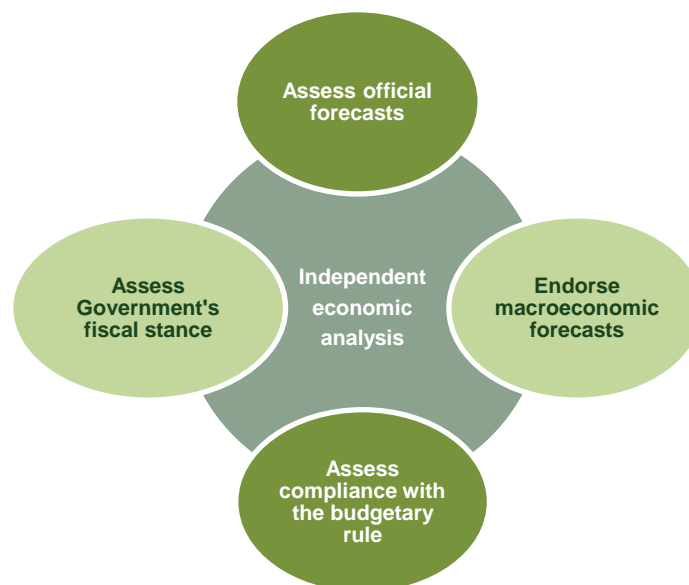 Assess official
forecasts
Assess
Government's
fiscal stance
Independent
economic
analysis
Endorse
macroeconomic
forecasts
Assess
compliance with
the budgetary
rule